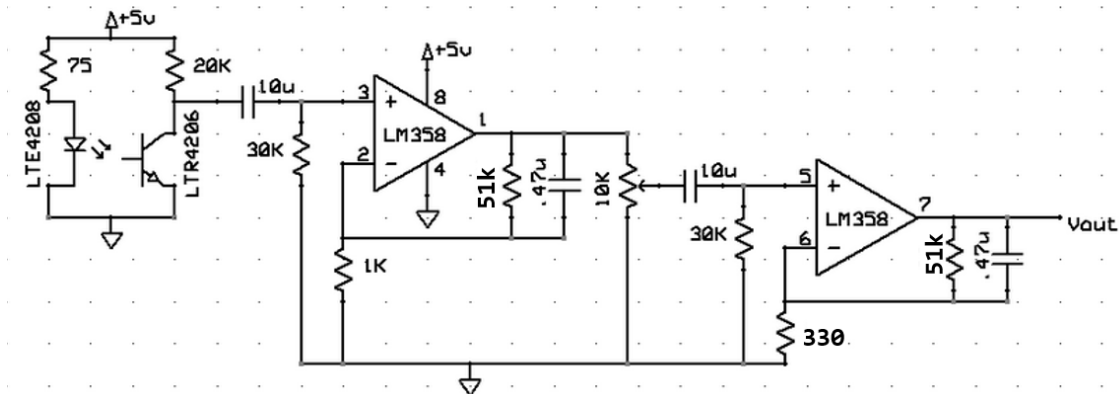 +5v
75
20K
LTE4208
LTR4206
10u
30K
+5v
3
+
8
LM358
1
2
-
4
51k
.47u
10K
1K
10u
30K
5
+
LM358
7
6
-
51k
.47u
Vout
330